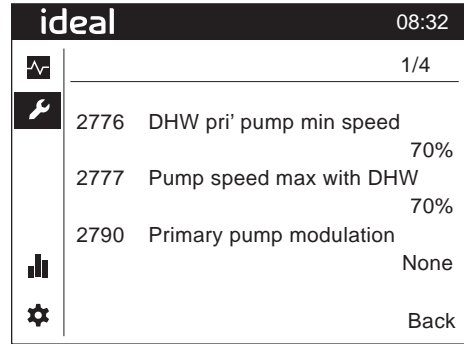 ideal 08:32
1/4
2776 DHW pri' pump min speed
70%
2777 Pump speed max with DHW
70%
2790 Primary pump modulation
None
Back